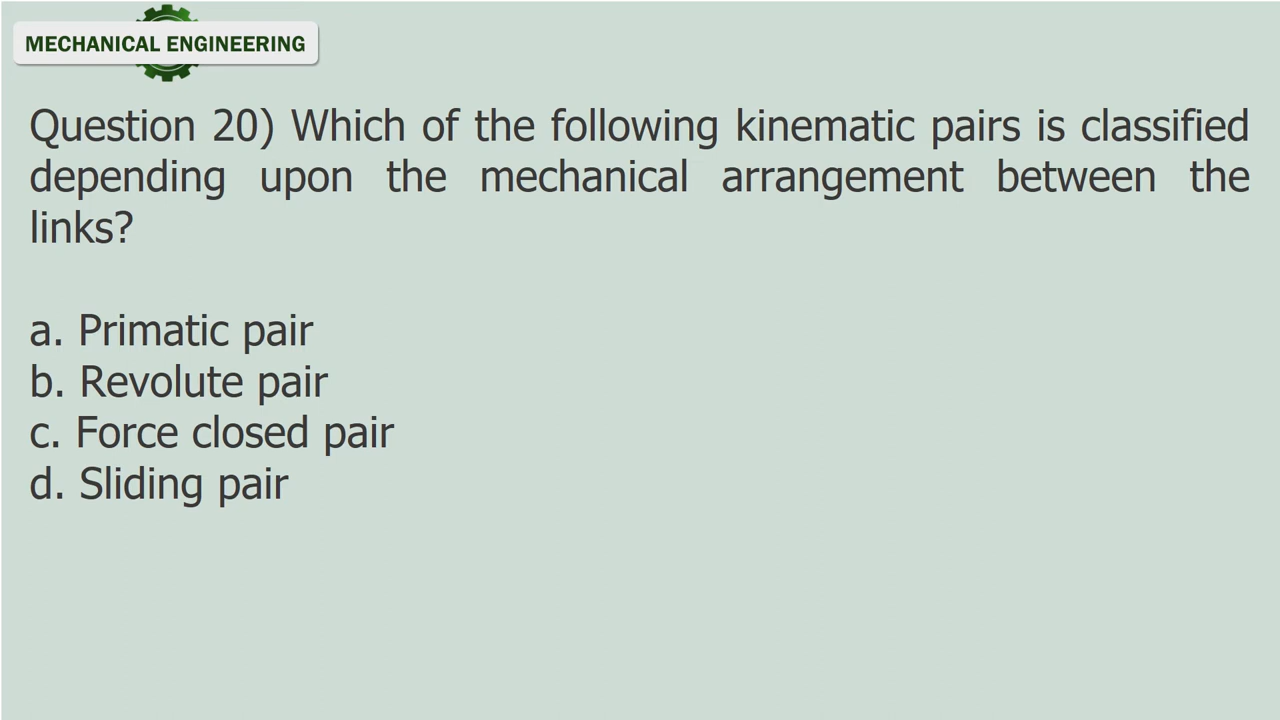 MECHANICAL ENGINEERING
Question 20) Which of the following kinematic pairs is classified
depending upon the mechanical arrangement between the
links?
a. Primatic pair
b. Revolute pair
c. Force closed pair
d. Sliding pair